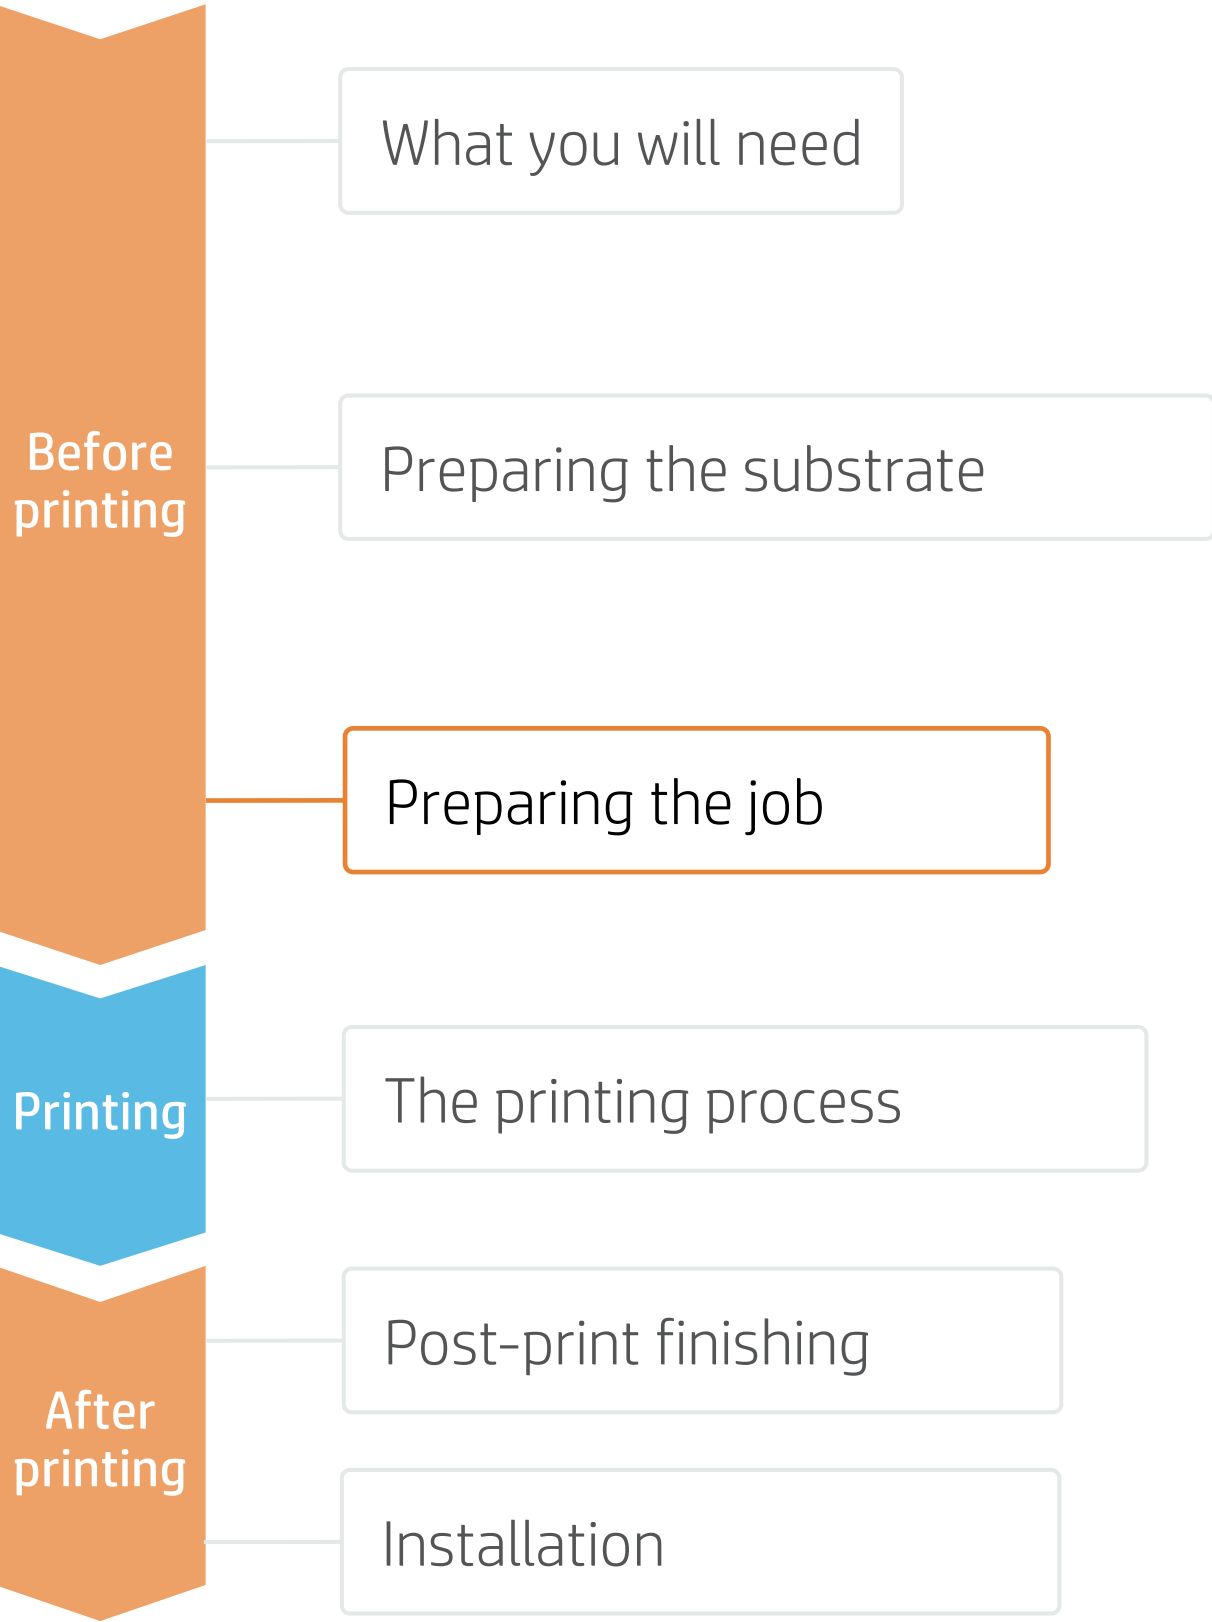 What you will need
Before
printing
Preparing the substrate
Preparing the job
Printing
The printing process
Post-print finishing
After
printing
Installation